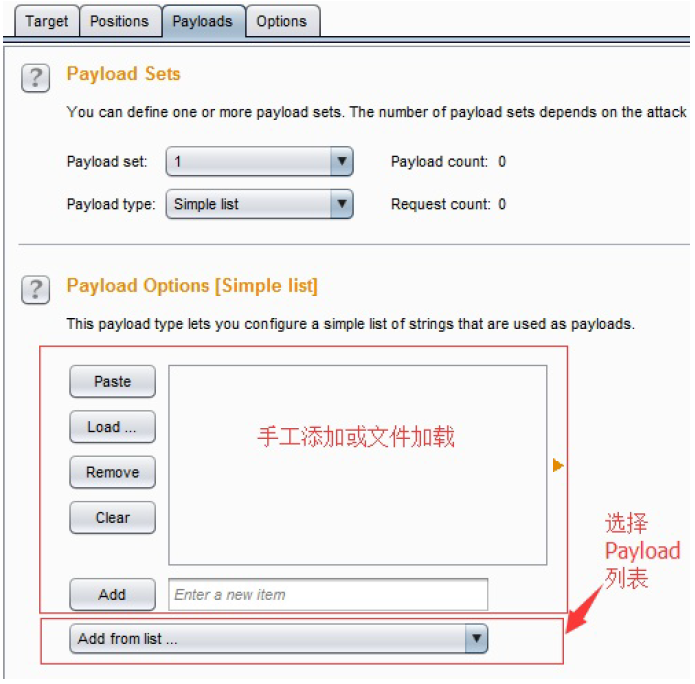 Target Positions Payloads Options
? Payload Sets
You can define one or more payload sets. The number of payload sets depends on the attack
Payload set: 1 Payload count: 0
Payload type: Simple list Request count: 0
? Payload Options [Simple list]
This payload type lets you configure a simple list of strings that are used as payloads.
Paste
Load ...
手工添加或文件加载
Remove
Clear
选择
Payload
列表
Add Enter a new item
Add from list ...